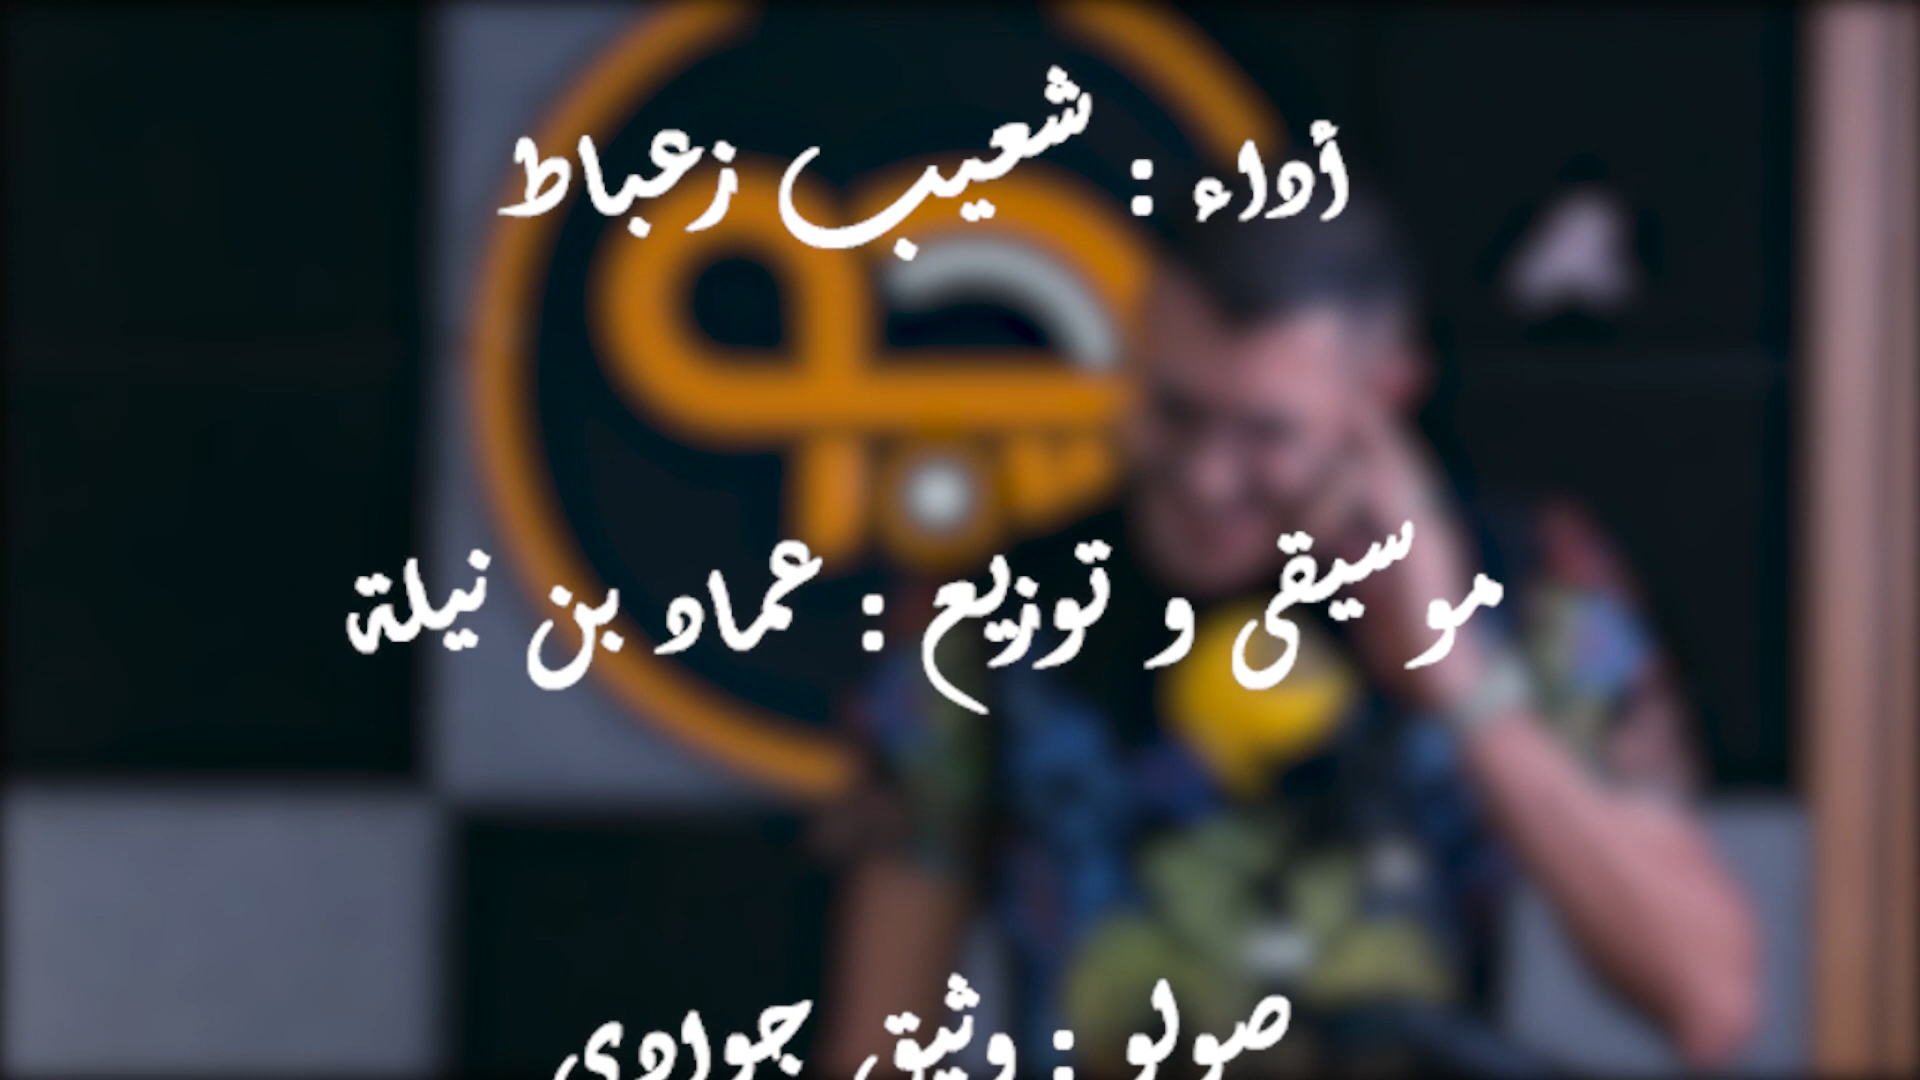 أداء : شعيب زعباط
موسيقى و توزيع : عماد بن نيلة
صولو : وثيق جوادي